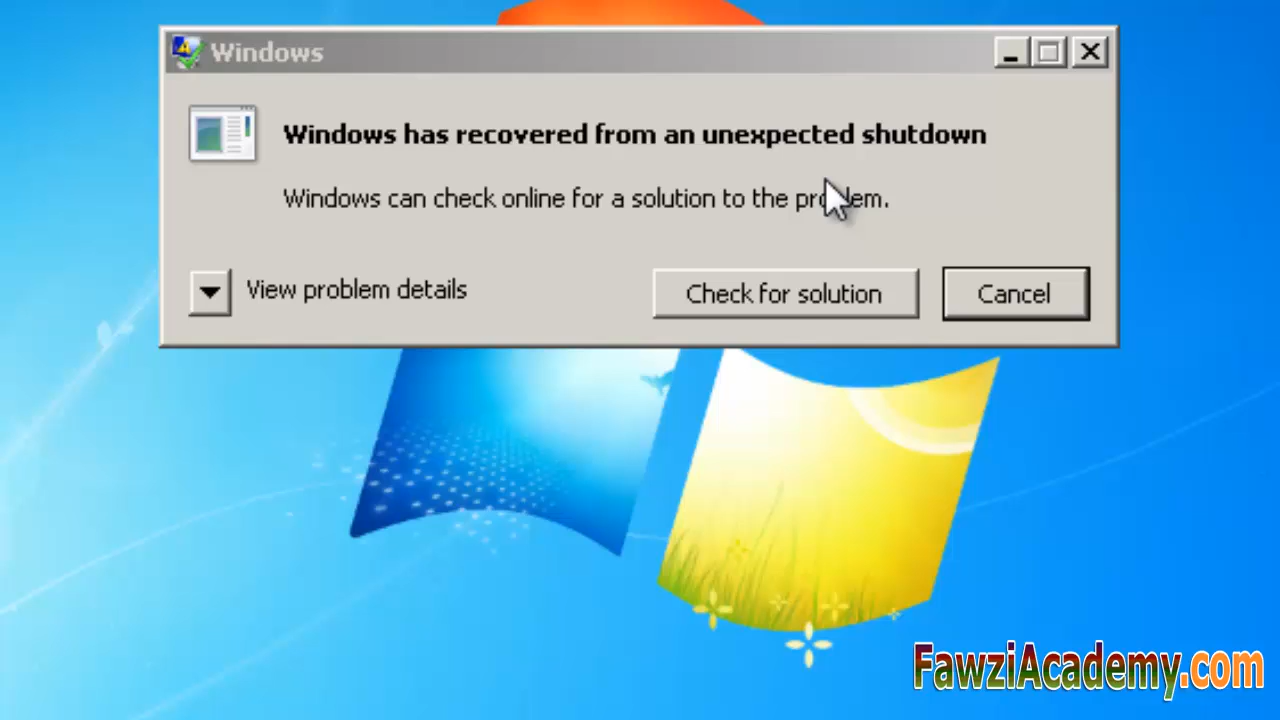 Windows
Windows has recovered from an unexpected shutdown
Windows can check online for a solution to the problem.
View problem details
Check for solution
Cancel
FawziAcademy.com